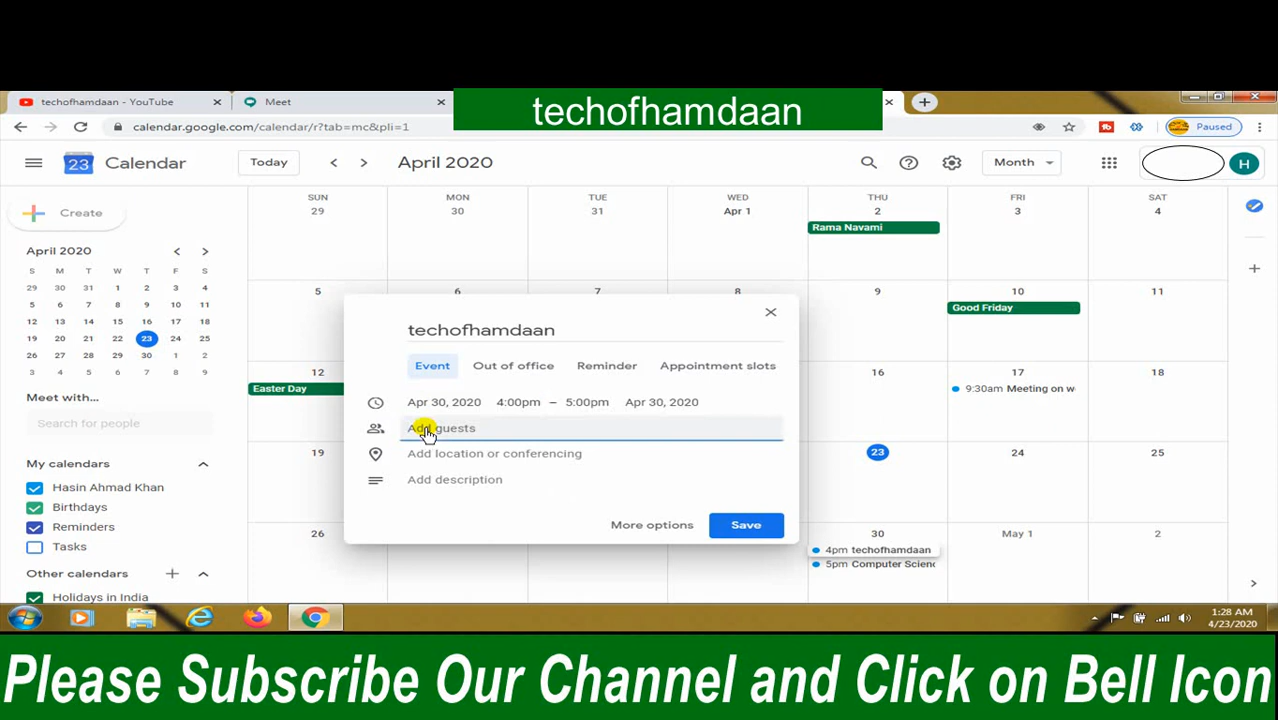 techofhamdaan
techofhamdaan - YouTube
Meet
calendar.google.com/calendar/r?tab=mc&pli=1
Paused
23
Calendar
Today
April 2020
Month
H
Create
April 2020
S M T W T F S
29 30 31 1 2 3 4
5 6 7 8 9 10 11
12 13 14 15 16 17 18
19 20 21 22 23 24 25
26 27 28 29 30 1 2
3 4 5 6 7 8 9
Meet with...
Search for people
My calendars
Hasin Ahmad Khan
Birthdays
Reminders
Tasks
Other calendars
Holidays in India
SUN MON TUE WED THU FRI SAT
29 30 31 Apr 1 2 3 4
Rama Navami
5 6 7 8 9 10 11
Good Friday
12 16 17 18
Easter Day
9:30am Meeting on w
19 23 24 25
26 30 May 1 2
4pm techofhamdaan
5pm Computer Scienc
techofhamdaan
Event Out of office Reminder Appointment slots
Apr 30, 2020 4:00pm – 5:00pm Apr 30, 2020
Add guests
Add location or conferencing
Add description
More options
Save
1:28 AM
4/23/2020
Please Subscribe Our Channel and Click on Bell Icon